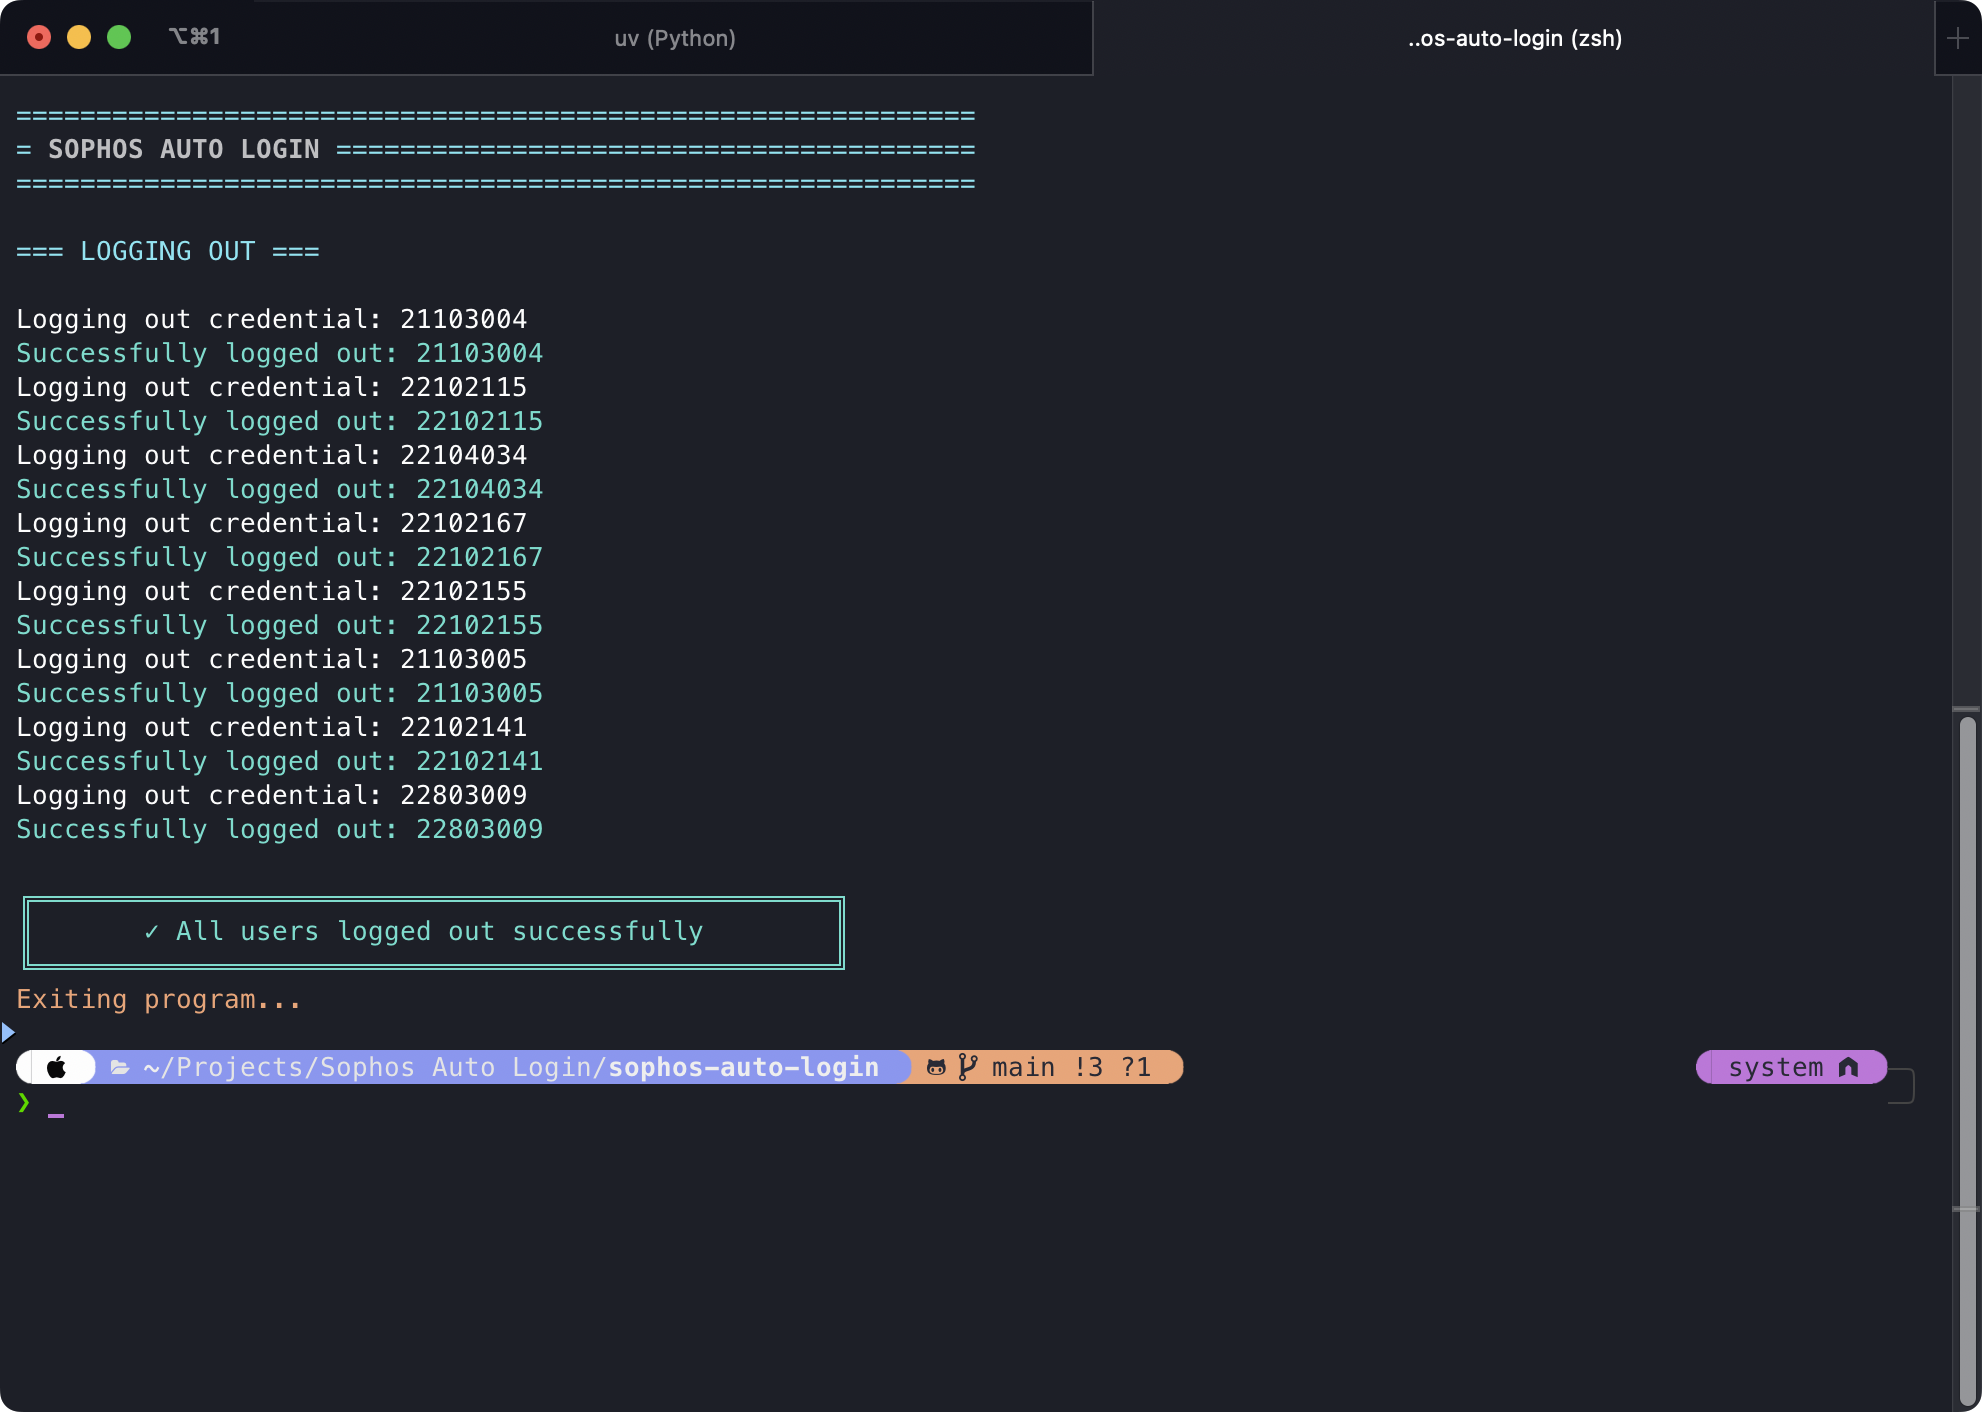 ⌥⌘1
uv (Python)
..os-auto-login (zsh)
============================================================
= SOPHOS AUTO LOGIN ========================================
============================================================
=== LOGGING OUT ===
Logging out credential: 21103004
Successfully logged out: 21103004
Logging out credential: 22102115
Successfully logged out: 22102115
Logging out credential: 22104034
Successfully logged out: 22104034
Logging out credential: 22102167
Successfully logged out: 22102167
Logging out credential: 22102155
Successfully logged out: 22102155
Logging out credential: 21103005
Successfully logged out: 21103005
Logging out credential: 22102141
Successfully logged out: 22102141
Logging out credential: 22803009
Successfully logged out: 22803009
✓ All users logged out successfully
Exiting program...
~/Projects/Sophos Auto Login/sophos-auto-login main !3 ?1 system
❯ _